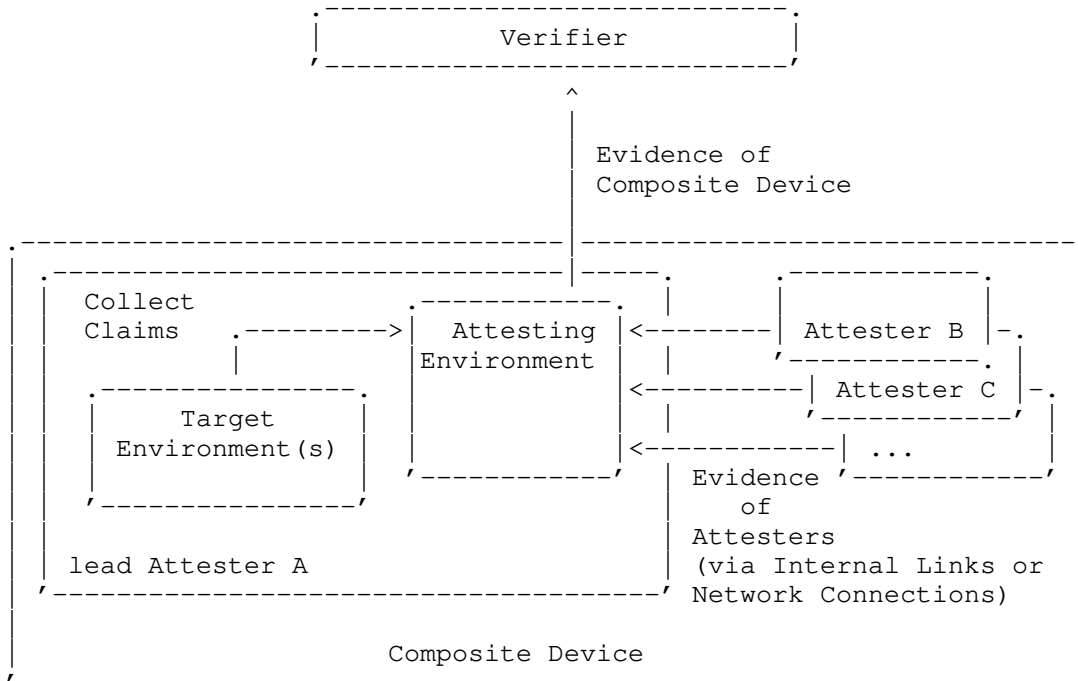 Verifier
Evidence of
Composite Device
Collect
Claims
Attesting
Environment
Attester B
Attester C
...
Target
Environment(s)
Evidence
of
Attesters
(via Internal Links or
Network Connections)
lead Attester A
Composite Device